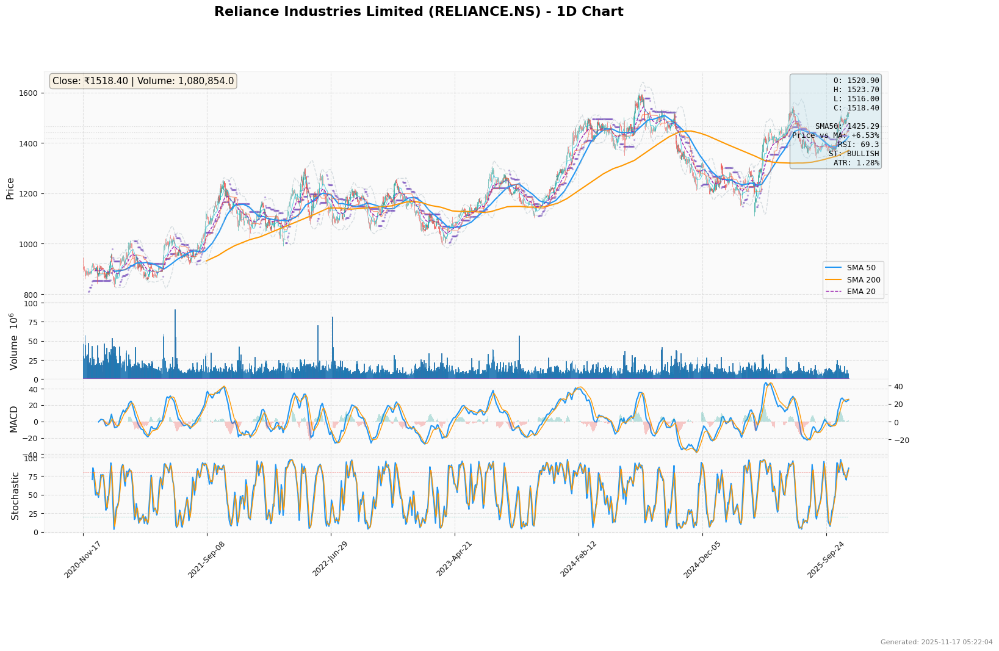 Reliance Industries Limited (RELIANCE.NS) - 1D Chart
Close: ₹1518.40 | Volume: 1,080,854.0
O: 1520.90
H: 1523.70
L: 1516.00
C: 1518.40
SMA50: 1425.29
Price vs MA: +6.53%
RSI: 69.3
ST: BULLISH
ATR: 1.28%
Price
1600
1400
1200
1000
800
SMA 50
SMA 200
EMA 20
Volume 10⁶
100
75
50
25
0
MACD
40
20
0
−20
−40
40
20
0
−20
Stochastic
100
75
50
25
0
2020-Nov-17
2021-Sep-08
2022-Jun-29
2023-Apr-21
2024-Feb-12
2024-Dec-05
2025-Sep-24
Generated: 2025-11-17 05:22:04